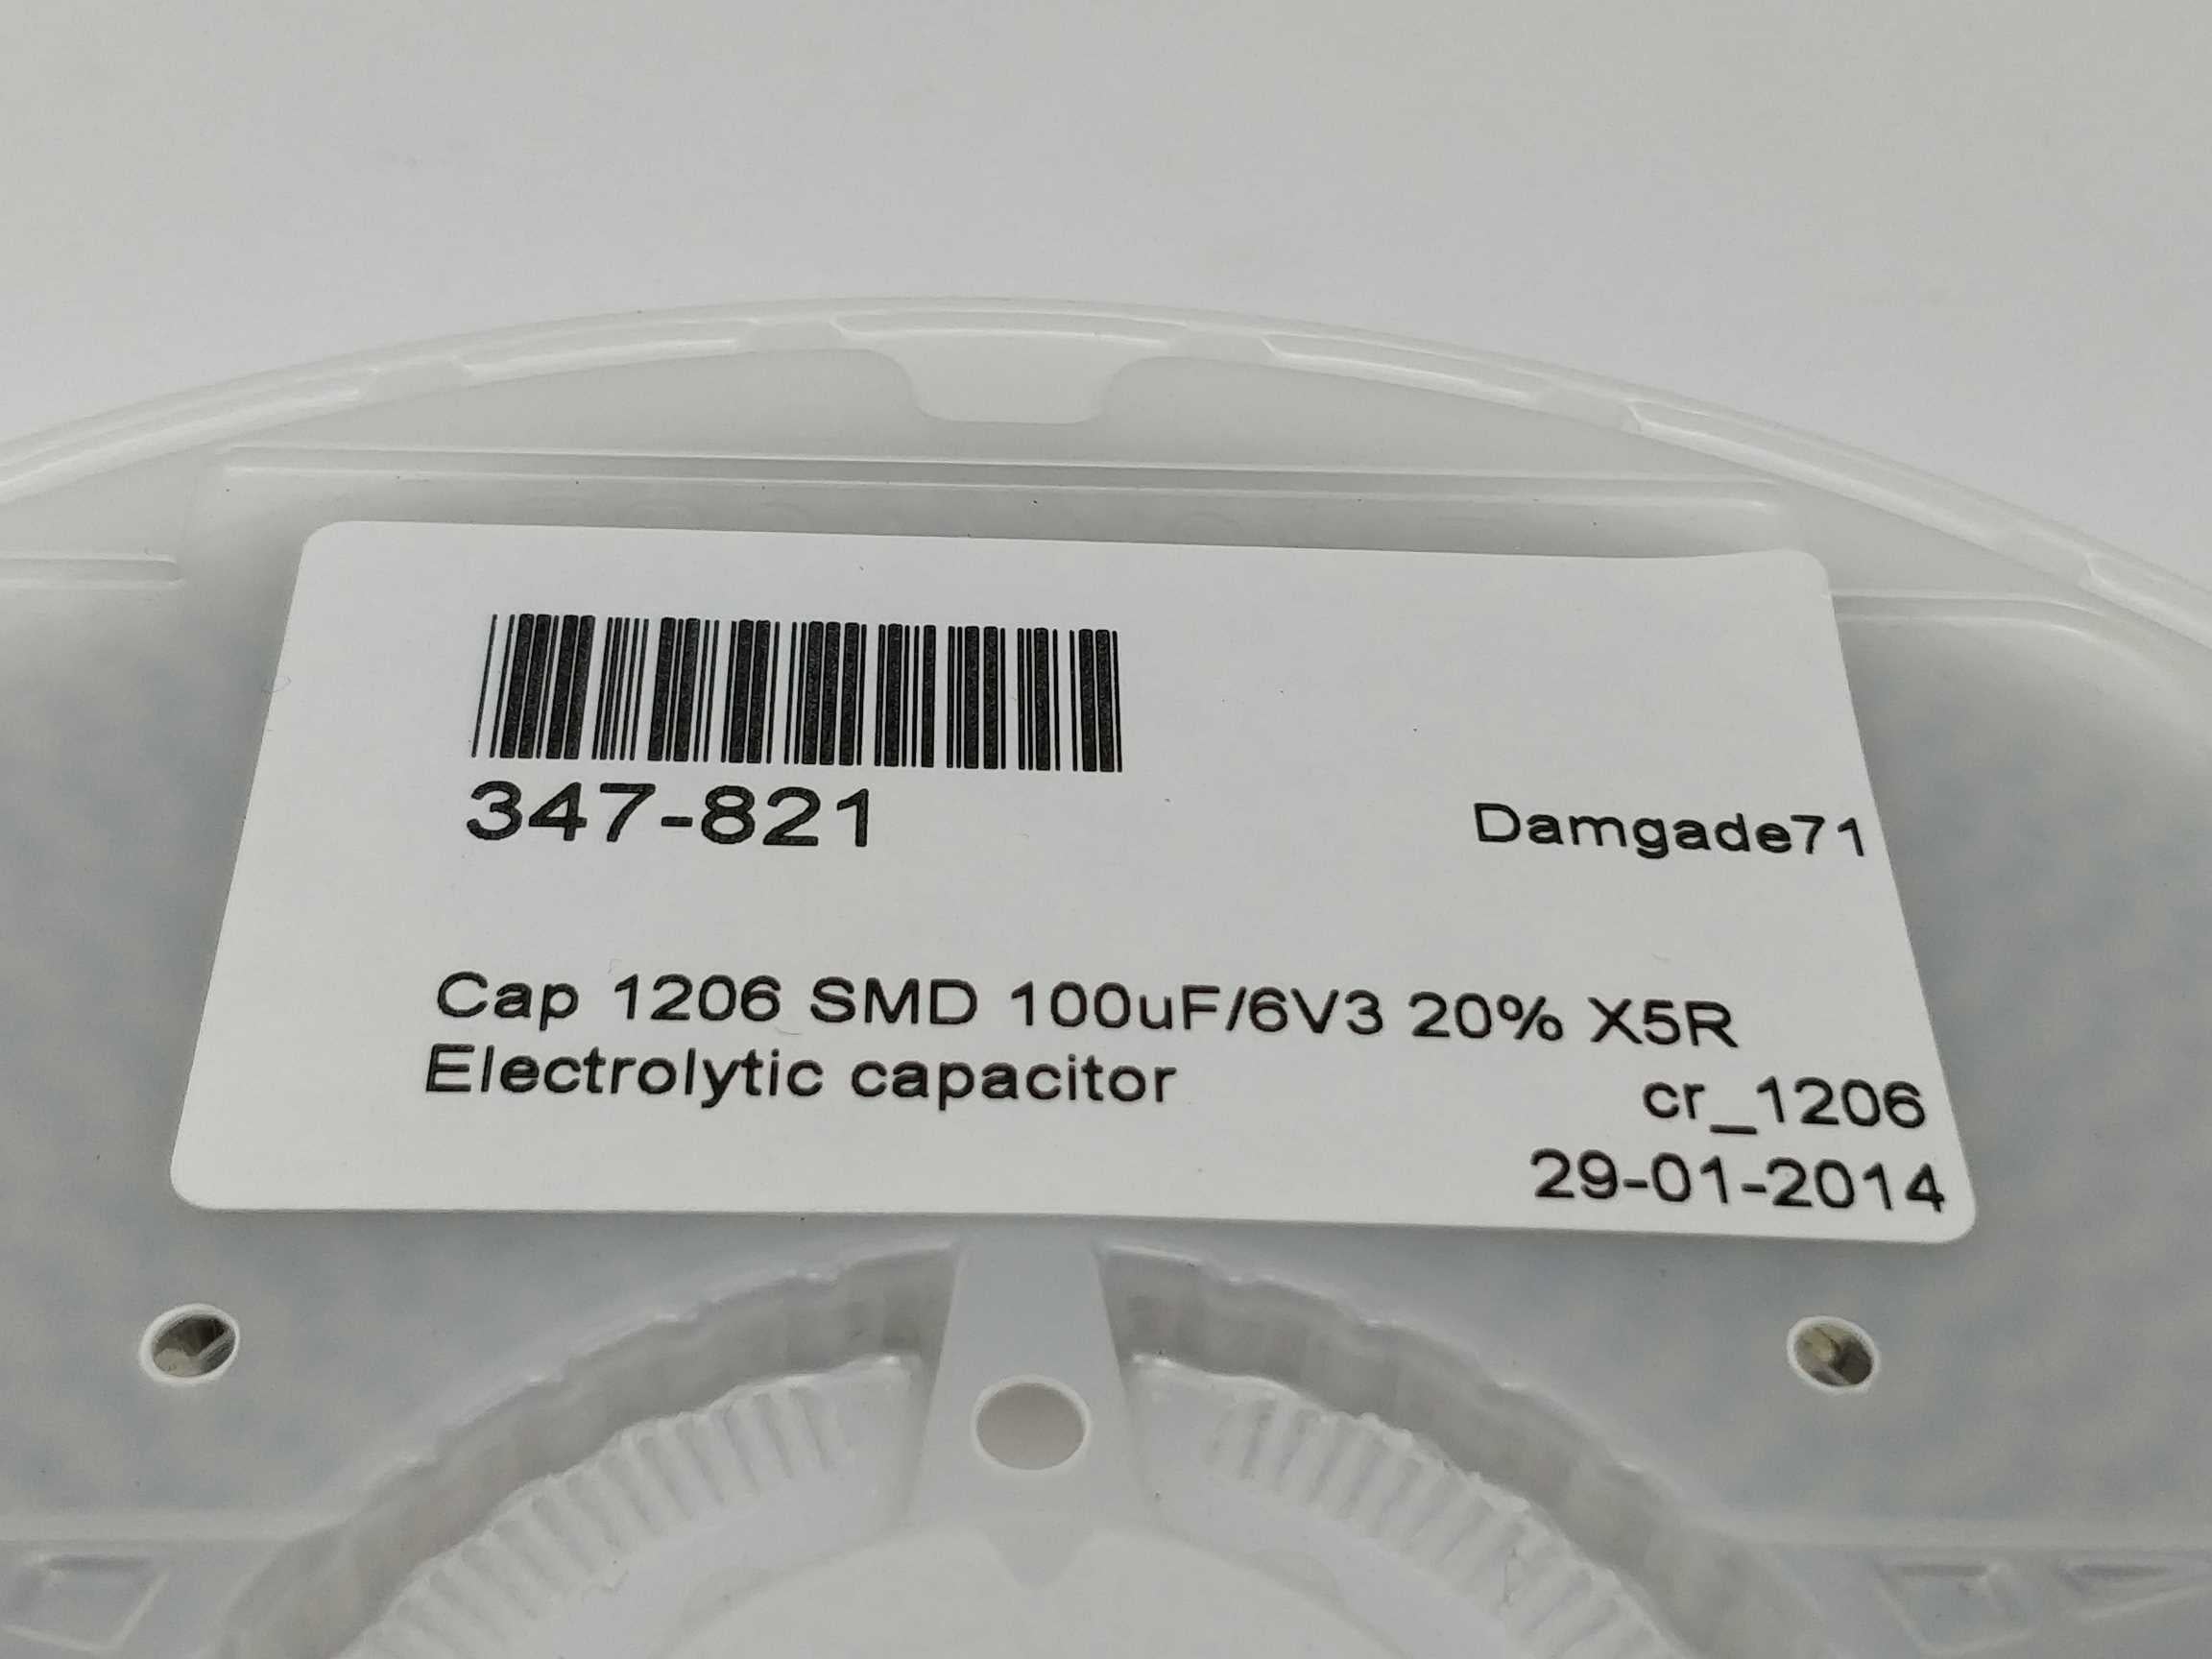 347-821
Damgade71
Cap 1206 SMD 100uF/6V3 20% X5R
Electrolytic capacitor
cr_1206
29-01-2014